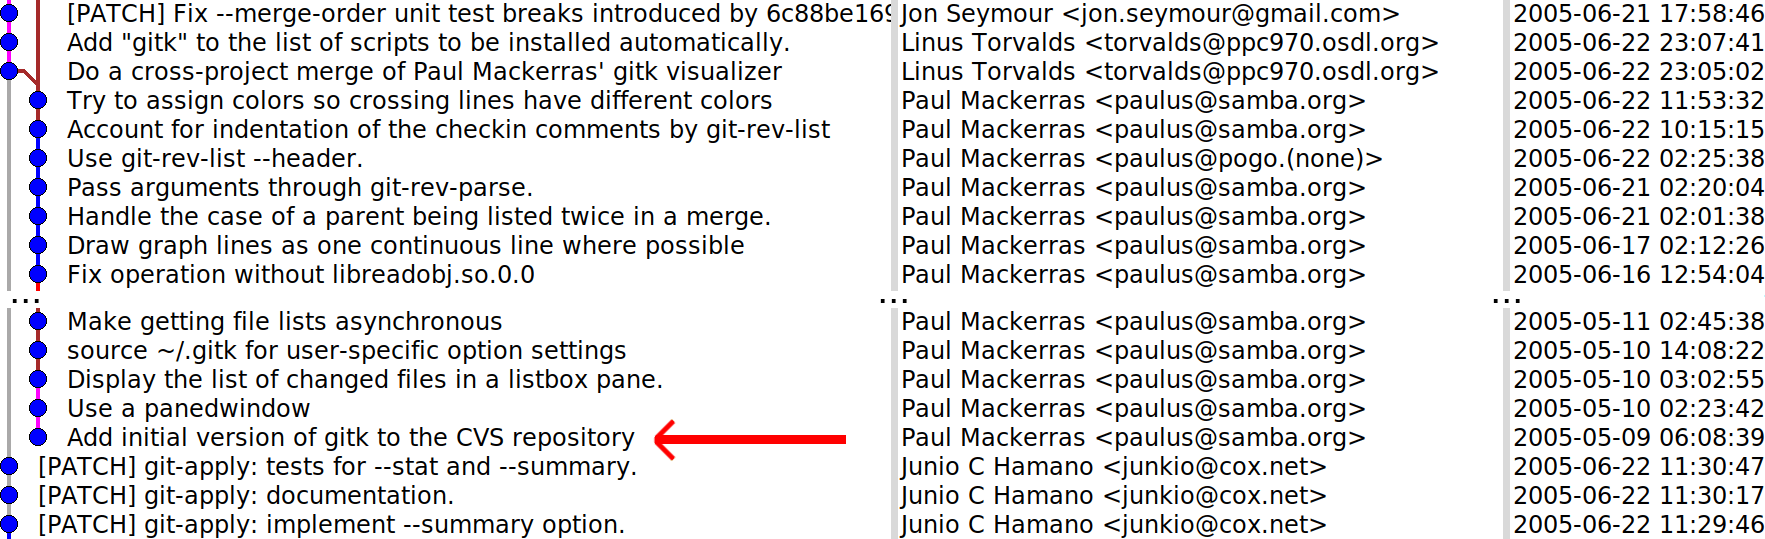 [PATCH] Fix --merge-order unit test breaks introduced by 6c88be169 Jon Seymour <jon.seymour@gmail.com> 2005-06-21 17:58:46
Add "gitk" to the list of scripts to be installed automatically. Linus Torvalds <torvalds@ppc970.osdl.org> 2005-06-22 23:07:41
Do a cross-project merge of Paul Mackerras' gitk visualizer Linus Torvalds <torvalds@ppc970.osdl.org> 2005-06-22 23:05:02
Try to assign colors so crossing lines have different colors Paul Mackerras <paulus@samba.org> 2005-06-22 11:53:32
Account for indentation of the checkin comments by git-rev-list Paul Mackerras <paulus@samba.org> 2005-06-22 10:15:15
Use git-rev-list --header. Paul Mackerras <paulus@pogo.(none)> 2005-06-22 02:25:38
Pass arguments through git-rev-parse. Paul Mackerras <paulus@samba.org> 2005-06-21 02:20:04
Handle the case of a parent being listed twice in a merge. Paul Mackerras <paulus@samba.org> 2005-06-21 02:01:38
Draw graph lines as one continuous line where possible Paul Mackerras <paulus@samba.org> 2005-06-17 02:12:26
Fix operation without libreadobj.so.0.0 Paul Mackerras <paulus@samba.org> 2005-06-16 12:54:04
... ... ...
Make getting file lists asynchronous Paul Mackerras <paulus@samba.org> 2005-05-11 02:45:38
source ~/.gitk for user-specific option settings Paul Mackerras <paulus@samba.org> 2005-05-10 14:08:22
Display the list of changed files in a listbox pane. Paul Mackerras <paulus@samba.org> 2005-05-10 03:02:55
Use a panedwindow Paul Mackerras <paulus@samba.org> 2005-05-10 02:23:42
Add initial version of gitk to the CVS repository Paul Mackerras <paulus@samba.org> 2005-05-09 06:08:39
[PATCH] git-apply: tests for --stat and --summary. Junio C Hamano <junkio@cox.net> 2005-06-22 11:30:47
[PATCH] git-apply: documentation. Junio C Hamano <junkio@cox.net> 2005-06-22 11:30:17
[PATCH] git-apply: implement --summary option. Junio C Hamano <junkio@cox.net> 2005-06-22 11:29:46